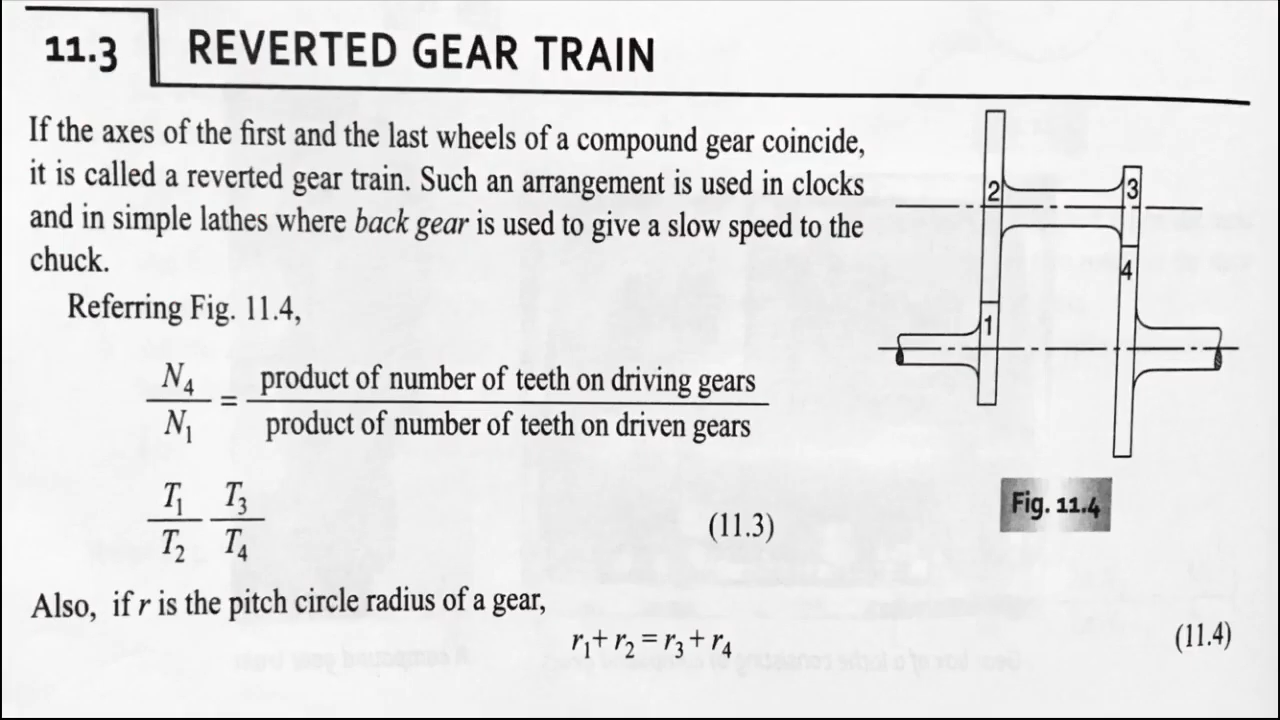 11.3 REVERTED GEAR TRAIN
If the axes of the first and the last wheels of a compound gear coincide,
it is called a reverted gear train. Such an arrangement is used in clocks
and in simple lathes where back gear is used to give a slow speed to the
chuck.
Referring Fig. 11.4,
N4 / N1 = product of number of teeth on driving gears / product of number of teeth on driven gears
T1 / T2 T3 / T4 (11.3)
Also, if r is the pitch circle radius of a gear,
r1 + r2 = r3 + r4 (11.4)
2
3
4
1
Fig. 11.4